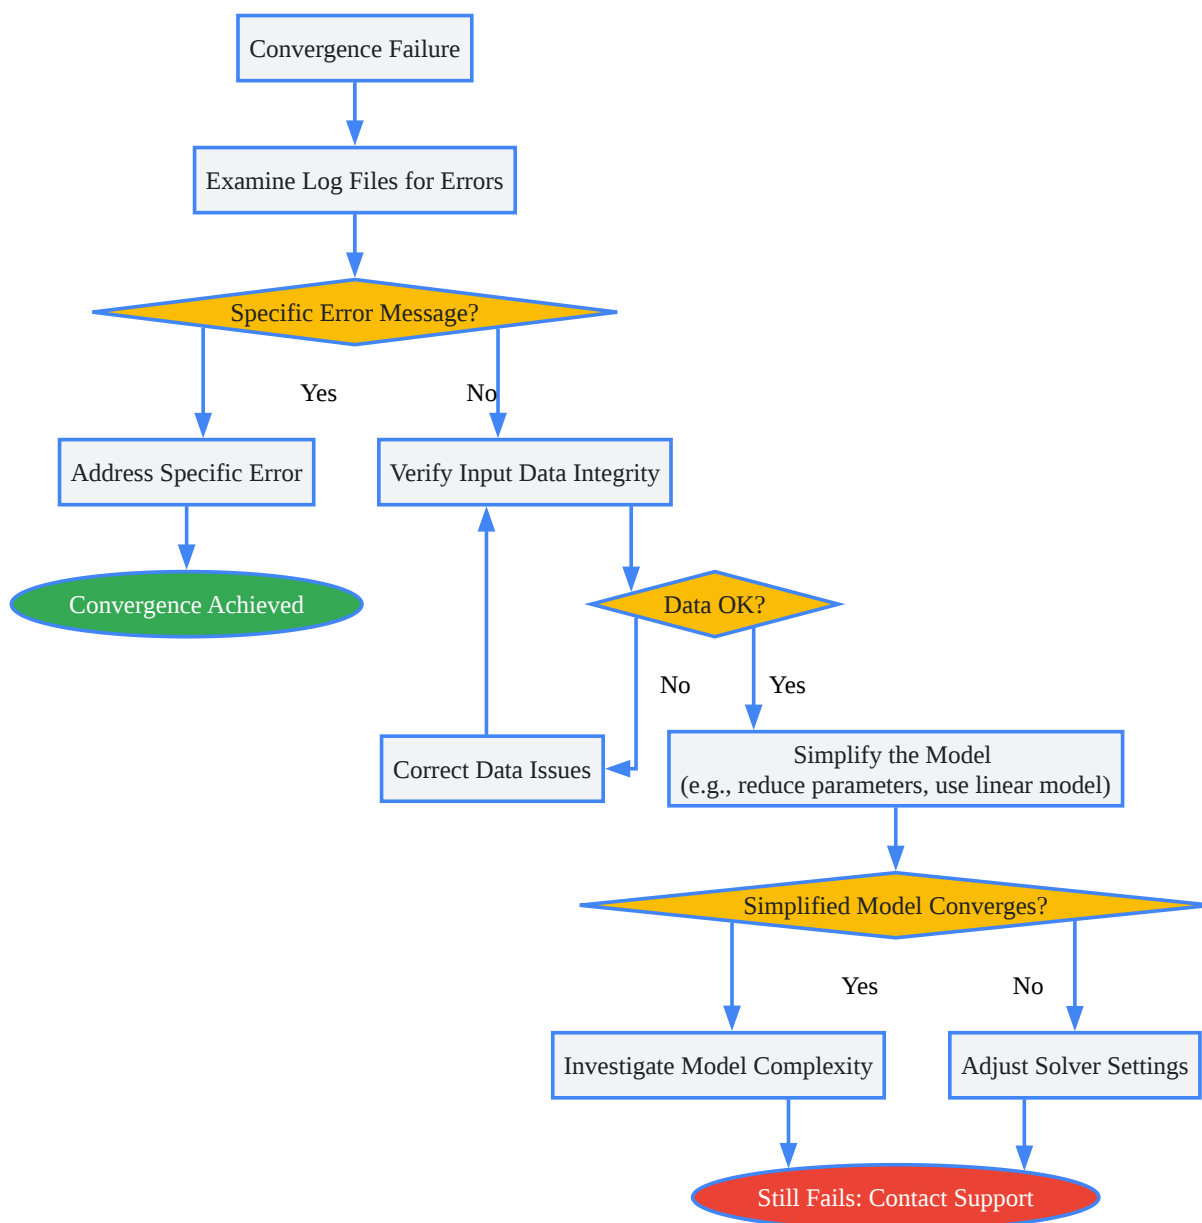 Convergence Failure
Examine Log Files for Errors
Specific Error Message?
Yes
No
Address Specific Error
Verify Input Data Integrity
Convergence Achieved
Data OK?
No
Yes
Correct Data Issues
Simplify the Model
(e.g., reduce parameters, use linear model)
Simplified Model Converges?
Yes
No
Investigate Model Complexity
Adjust Solver Settings
Still Fails: Contact Support